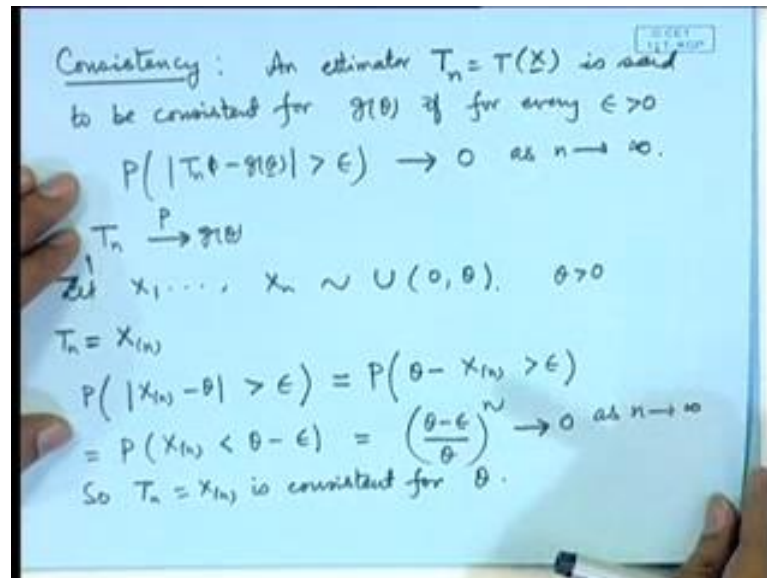 Consistency : An estimator Tₙ = T(X) is said
to be consistent for g(θ) if for every ϵ >0
P( |Tₙ - g(θ)| > ϵ) → 0 as n → ∞.
Tₙ →ᴾ g(θ)
Let X₁ ...., Xₙ ~ U(0, θ). θ>0
Tₙ = X₍ₙ₎
P( |X₍ₙ₎ - θ| > ϵ) = P(θ - X₍ₙ₎ > ϵ)
= P(X₍ₙ₎ < θ - ϵ) = ((θ-ϵ)/θ)ⁿ → 0 as n → ∞
So Tₙ = X₍ₙ₎ is consistent for θ.